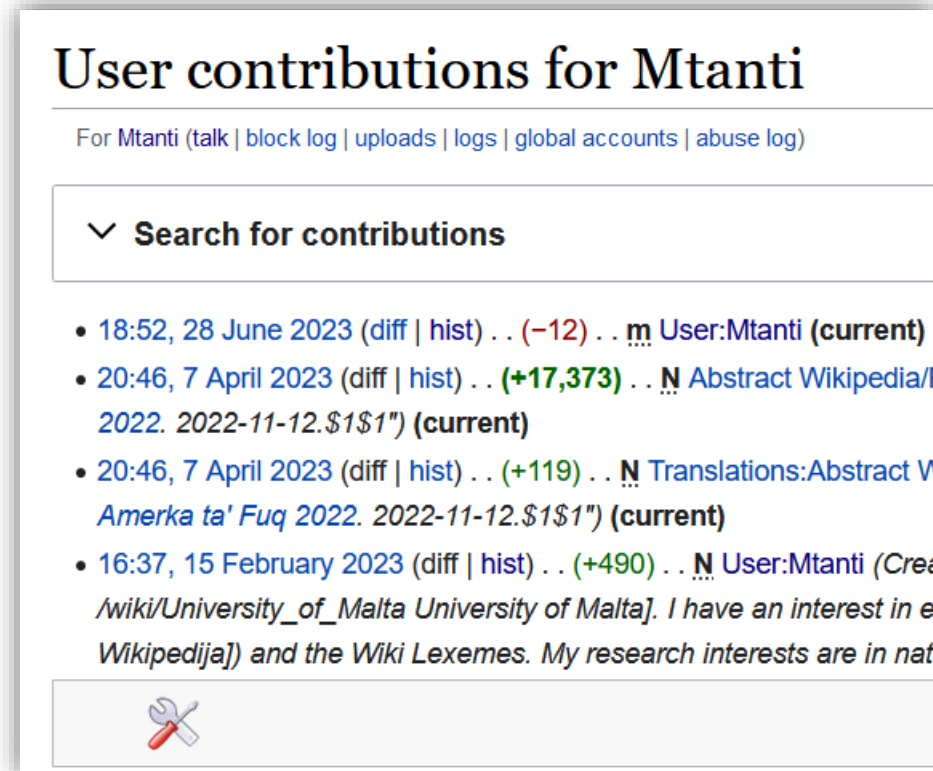 User contributions for Mtanti
For Mtanti (talk | block log | uploads | logs | global accounts | abuse log)
Search for contributions
• 18:52, 28 June 2023 (diff | hist) . . (−12) . . m User:Mtanti (current)
• 20:46, 7 April 2023 (diff | hist) . . (+17,373) . . N Abstract Wikipedia/
2022. 2022-11-12.$1$1") (current)
• 20:46, 7 April 2023 (diff | hist) . . (+119) . . N Translations:Abstract
Amerka ta' Fuq 2022. 2022-11-12.$1$1") (current)
• 16:37, 15 February 2023 (diff | hist) . . (+490) . . N User:Mtanti (Crea
/wiki/University_of_Malta University of Malta]. I have an interest in e
Wikipedija]) and the Wiki Lexemes. My research interests are in nat